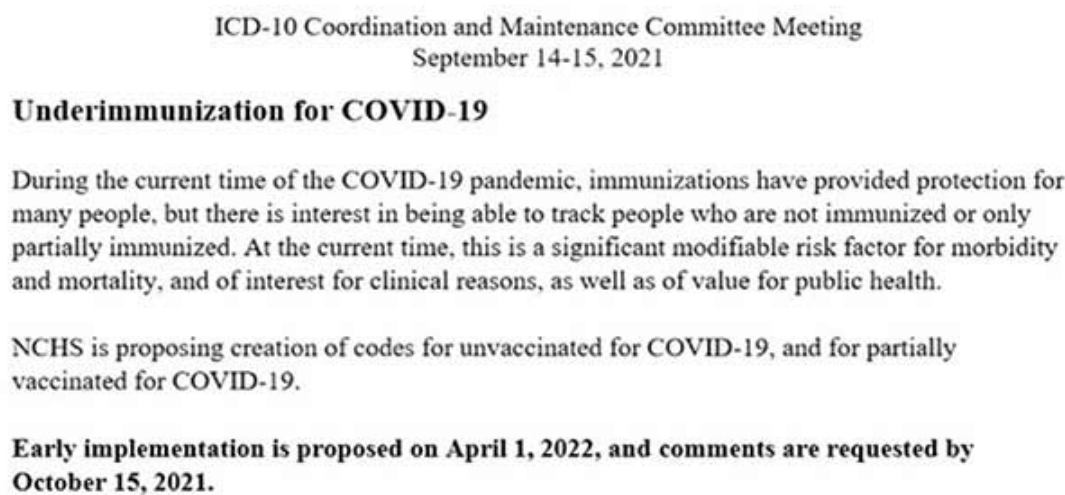 ICD-10 Coordination and Maintenance Committee Meeting
September 14-15, 2021
Underimmunization for COVID-19
During the current time of the COVID-19 pandemic, immunizations have provided protection for
many people, but there is interest in being able to track people who are not immunized or only
partially immunized. At the current time, this is a significant modifiable risk factor for morbidity
and mortality, and of interest for clinical reasons, as well as of value for public health.
NCHS is proposing creation of codes for unvaccinated for COVID-19, and for partially
vaccinated for COVID-19.
Early implementation is proposed on April 1, 2022, and comments are requested by
October 15, 2021.